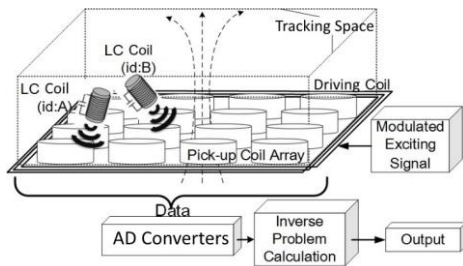 Tracking Space
LC Coil
(id:B)
LC Coil
(id:A)
Driving Coil
Pick-up Coil Array
Modulated
Exciting
Signal
Data
AD Converters
Inverse
Problem
Calculation
Output